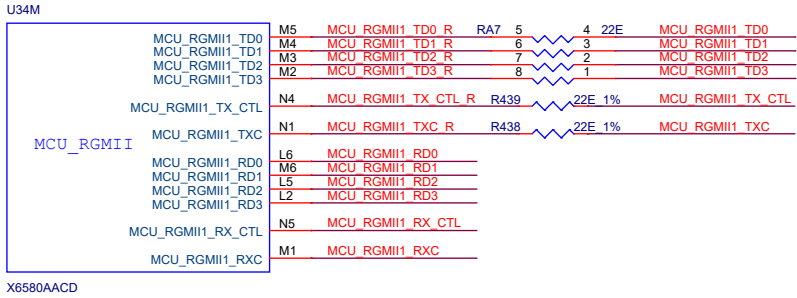 U34M
MCU_RGMII1_TD0 M5 MCU_RGMII1_TD0_R RA7 5 4 22E MCU_RGMII1_TD0
MCU_RGMII1_TD1 M4 MCU_RGMII1_TD1_R 6 3 MCU_RGMII1_TD1
MCU_RGMII1_TD2 M3 MCU_RGMII1_TD2_R 7 2 MCU_RGMII1_TD2
MCU_RGMII1_TD3 M2 MCU_RGMII1_TD3_R 8 1 MCU_RGMII1_TD3
MCU_RGMII1_TX_CTL N4 MCU_RGMII1_TX_CTL_R R439 22E_1% MCU_RGMII1_TX_CTL
MCU_RGMII1_TXC N1 MCU_RGMII1_TXC_R R438 22E_1% MCU_RGMII1_TXC
MCU_RGMII
MCU_RGMII1_RD0 L6 MCU_RGMII1_RD0
MCU_RGMII1_RD1 M6 MCU_RGMII1_RD1
MCU_RGMII1_RD2 L5 MCU_RGMII1_RD2
MCU_RGMII1_RD3 L2 MCU_RGMII1_RD3
MCU_RGMII1_RX_CTL N5 MCU_RGMII1_RX_CTL
MCU_RGMII1_RXC M1 MCU_RGMII1_RXC
X6580AACD